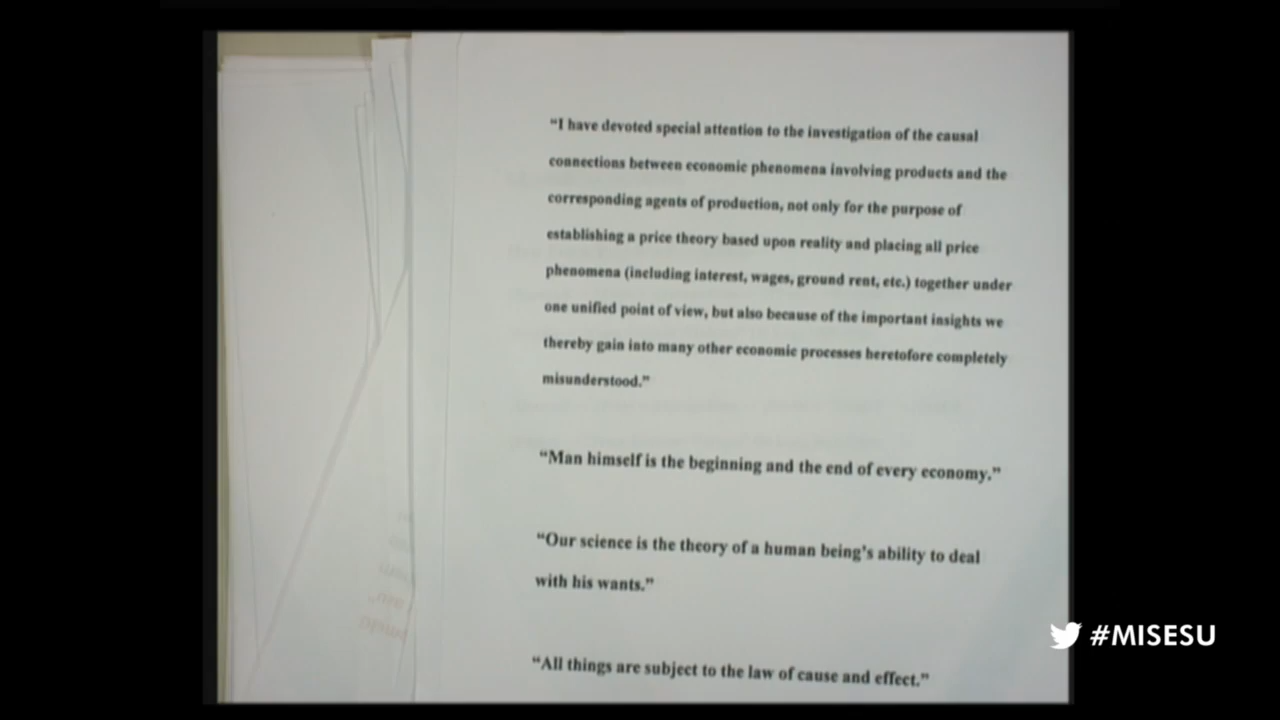 “I have devoted special attention to the investigation of the causal
connections between economic phenomena involving products and the
corresponding agents of production, not only for the purpose of
establishing a price theory based upon reality and placing all price
phenomena (including interest, wages, ground rent, etc.) together under
one unified point of view, but also because of the important insights we
thereby gain into many other economic processes heretofore completely
misunderstood.”
“Man himself is the beginning and the end of every economy.”
“Our science is the theory of a human being’s ability to deal
with his wants.”
“All things are subject to the law of cause and effect.”
#MISESU